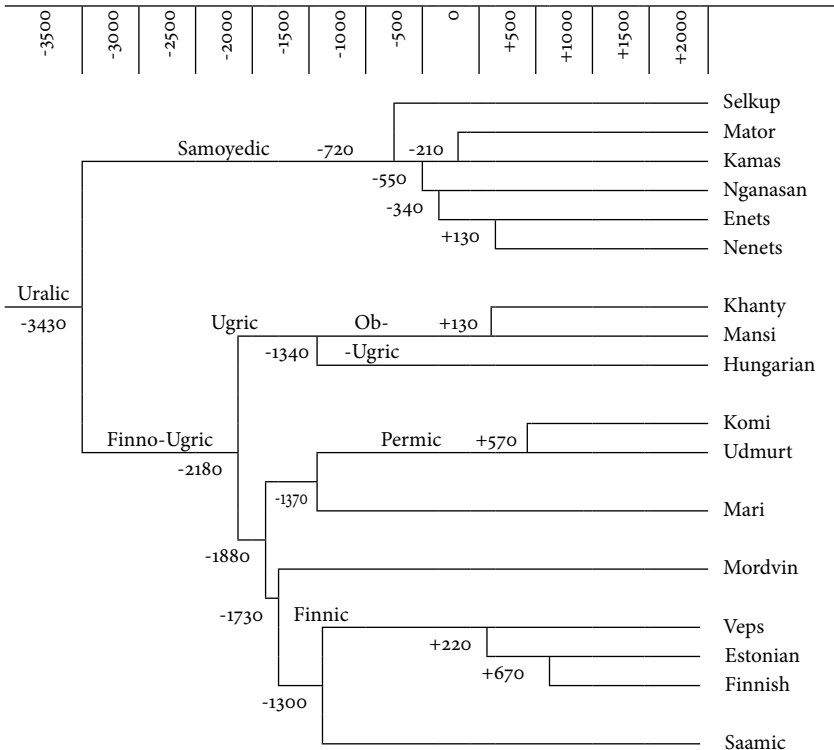 -3500 -3000 -2500 -2000 -1500 -1000 -500 0 +500 +1000 +1500 +2000
Selkup
Mator
Samoyedic -720 -210
Kamas
-550
Nganasan
-340
Enets
+130
Nenets
Uralic
-3430
Khanty
Ugric Ob- +130
Mansi
-1340 -Ugric
Hungarian
Komi
Finno-Ugric Permic +570
Udmurt
-2180
-1370
Mari
-1880
Mordvin
-1730 Finnic
Veps
+220
Estonian
+670
Finnish
-1300
Saamic